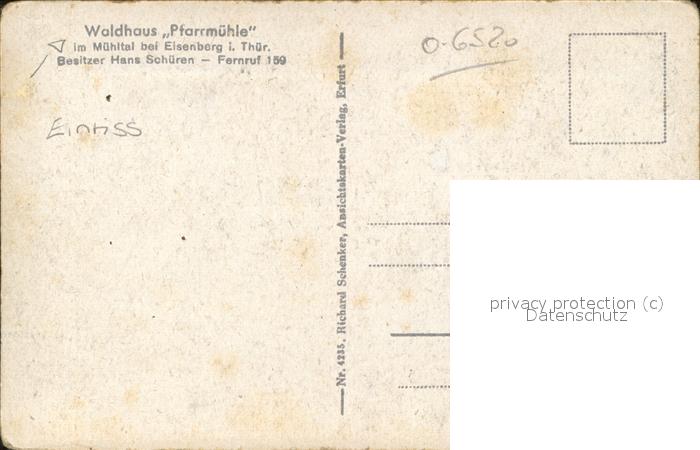 Waldhaus „Pfarrmühle"
im Mühltal bei Eisenberg i. Thür.
Besitzer Hans Schüren — Fernruf 159
Einriss
0-6520
Nr. 4235. Richard Schenker, Ansichtskarten-Verlag, Erfurt
privacy protection (c)
Datenschutz